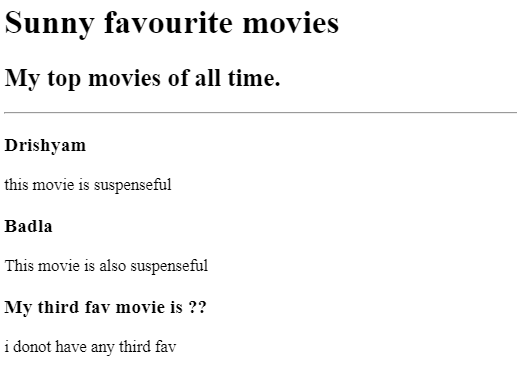 Sunny favourite movies
My top movies of all time.
Drishyam
this movie is suspenseful
Badla
This movie is also suspenseful
My third fav movie is ??
i donot have any third fav